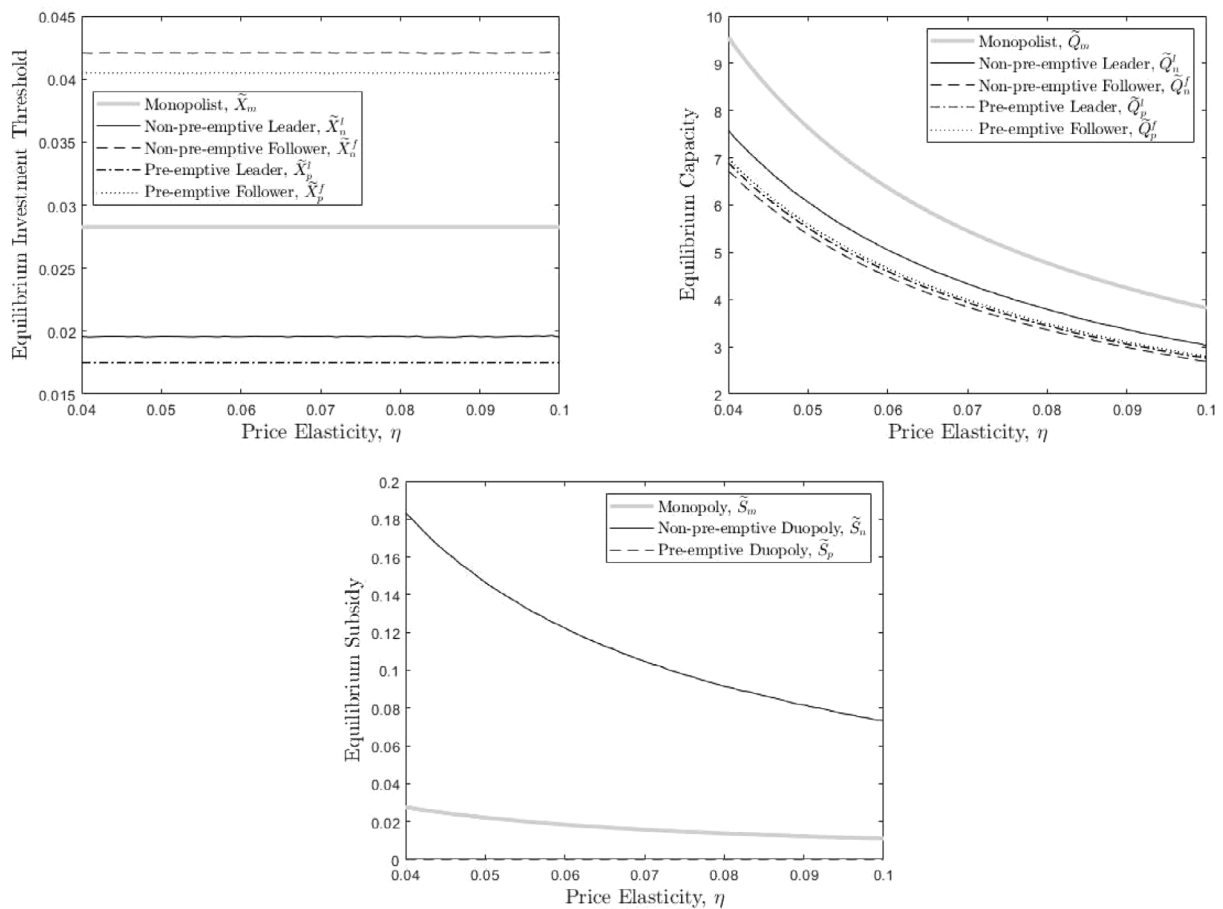 0.045
0.04
0.035
0.03
0.025
0.02
0.015
Equilibrium Investment Threshold
Monopolist, X̃ₘ
Non-pre-emptive Leader, X̃ₙˡ
Non-pre-emptive Follower, X̃ₙᶠ
Pre-emptive Leader, X̃ₚˡ
Pre-emptive Follower, X̃ₚᶠ
0.04 0.05 0.06 0.07 0.08 0.09 0.1
Price Elasticity, η
10
9
8
7
6
5
4
3
2
Equilibrium Capacity
Monopolist, Q̃ₘ
Non-pre-emptive Leader, Q̃ₙˡ
Non-pre-emptive Follower, Q̃ₙᶠ
Pre-emptive Leader, Q̃ₚˡ
Pre-emptive Follower, Q̃ₚᶠ
0.04 0.05 0.06 0.07 0.08 0.09 0.1
Price Elasticity, η
0.2
0.18
0.16
0.14
0.12
0.1
0.08
0.06
0.04
0.02
0
Equilibrium Subsidy
Monopoly, S̃ₘ
Non-pre-emptive Duopoly, S̃ₙ
Pre-emptive Duopoly, S̃ₚ
0.04 0.05 0.06 0.07 0.08 0.09 0.1
Price Elasticity, η